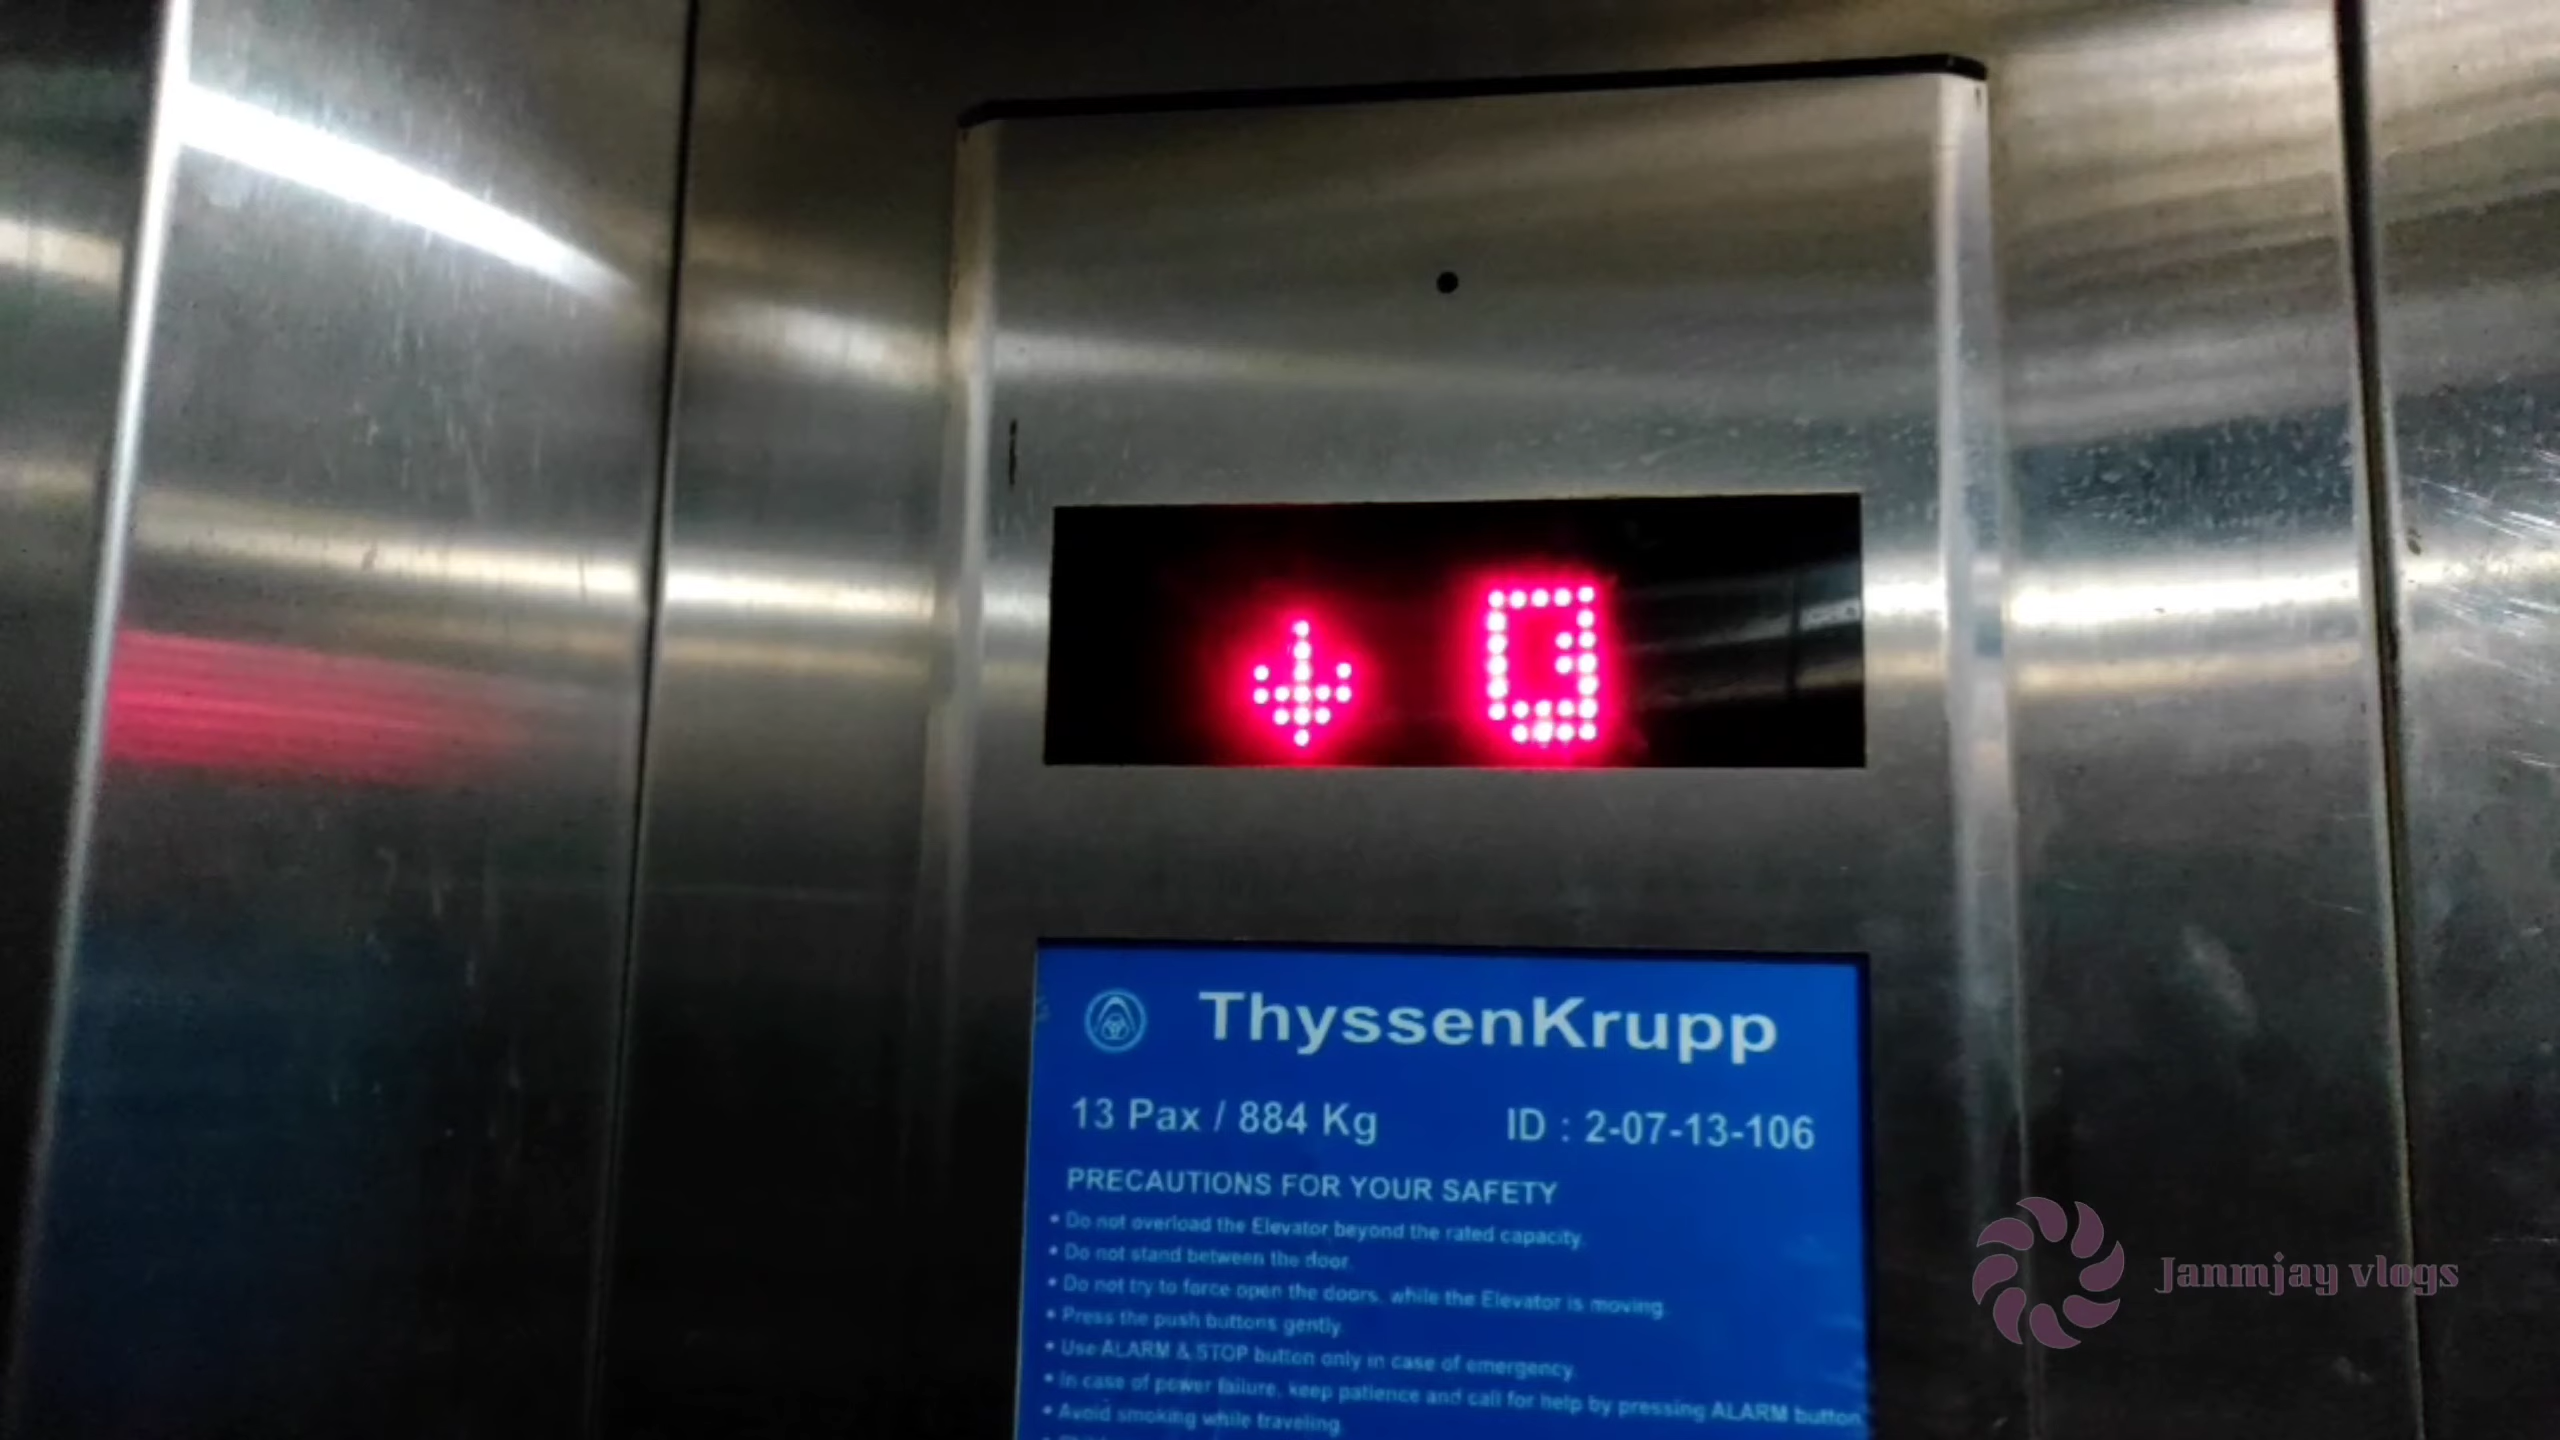 ThyssenKrupp
13 Pax / 884 Kg ID : 2-07-13-106
PRECAUTIONS FOR YOUR SAFETY
• Do not overload the Elevator beyond the rated capacity.
• Do not stand between the door.
• Do not try to force open the doors, while the Elevator is moving.
• Press the push buttons gently.
• Use ALARM & STOP button only in case of emergency.
• In case of power failure, keep patience and call for help by pressing ALARM button.
• Avoid smoking while traveling.
Janmjay vlogs